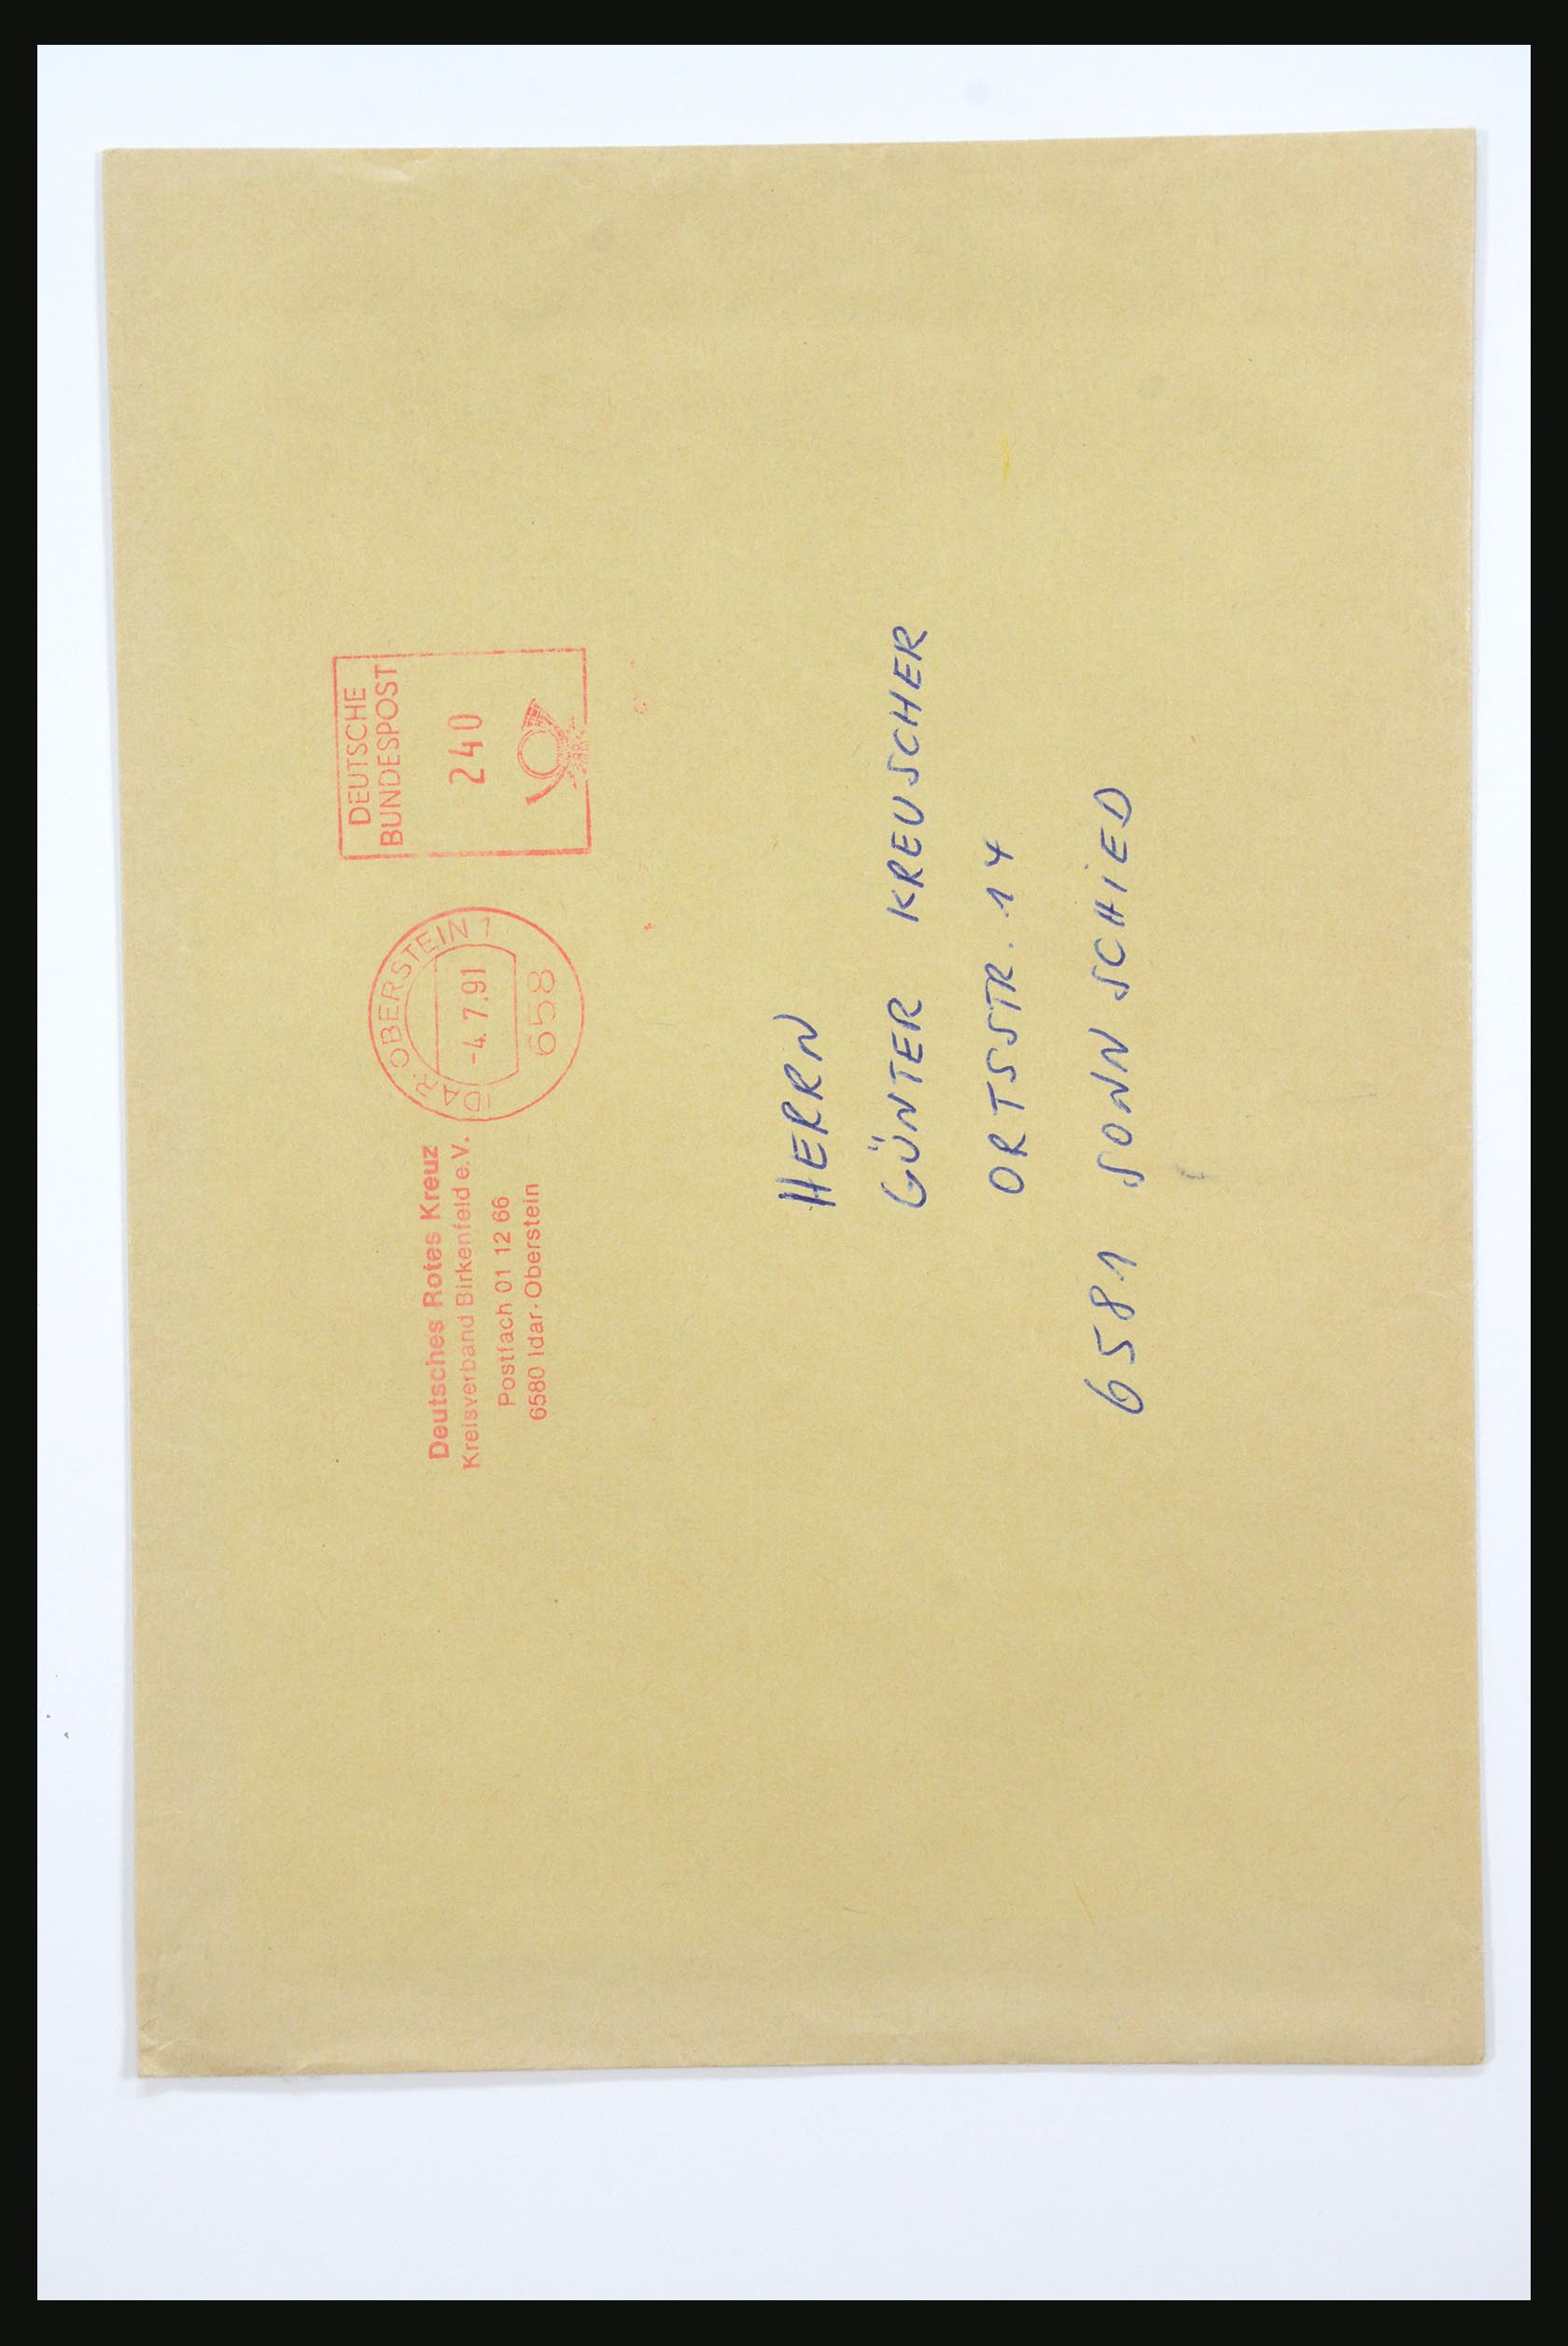 Deutsches Rotes Kreuz
Kreisverband Birkenfeld e.V.
Postfach 01 12 66
6580 Idar-Oberstein
IDAR-OBERSTEIN 1
-4.7.91
658
DEUTSCHE
BUNDESPOST
240
HERRN
GÜNTER KREUSCHER
ORTSSTR. 14
6581 SONNSCHIED